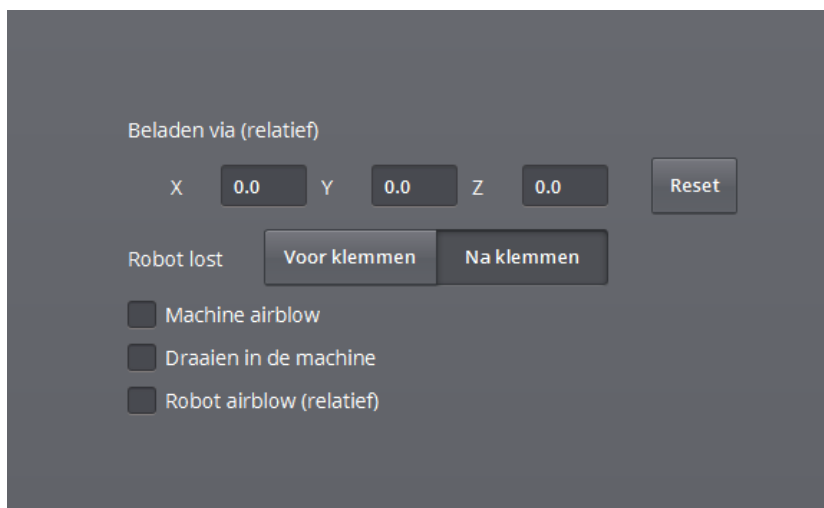 Beladen via (relatief)
X 0.0 Y 0.0 Z 0.0 Reset
Robot lost Voor klemmen Na klemmen
Machine airblow
Draaien in de machine
Robot airblow (relatief)